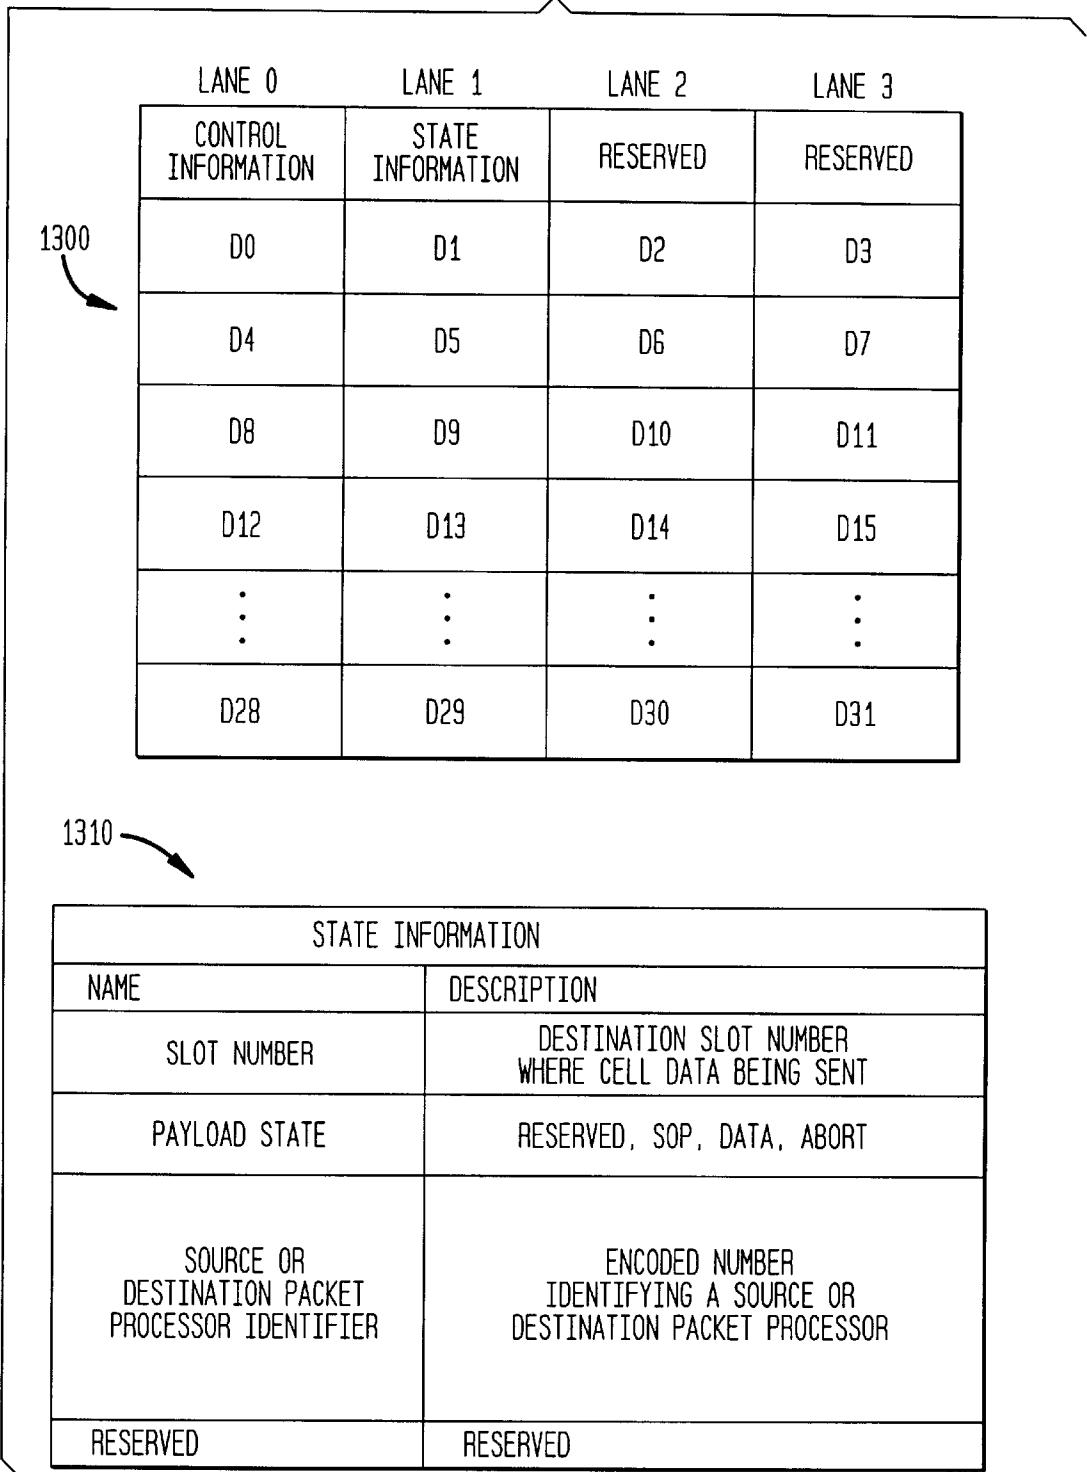 LANE 0 LANE 1 LANE 2 LANE 3
CONTROL INFORMATION STATE INFORMATION RESERVED RESERVED
1300
D0 D1 D2 D3
D4 D5 D6 D7
D8 D9 D10 D11
D12 D13 D14 D15
D28 D29 D30 D31
1310
STATE INFORMATION
NAME DESCRIPTION
SLOT NUMBER
DESTINATION SLOT NUMBER
WHERE CELL DATA BEING SENT
PAYLOAD STATE
RESERVED, SOP, DATA, ABORT
SOURCE OR
DESTINATION PACKET
PROCESSOR IDENTIFIER
ENCODED NUMBER
IDENTIFYING A SOURCE OR
DESTINATION PACKET PROCESSOR
RESERVED RESERVED